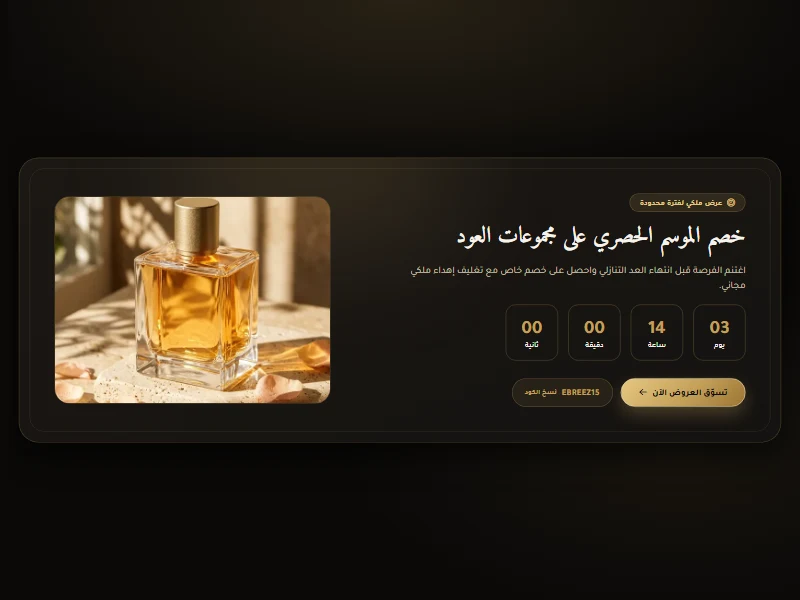 عرض ملكي لفترة محدودة
خصم الموسم الحصري على مجموعات العود
اغتنم الفرصة قبل انتهاء العد التنازلي واحصل على خصم خاص مع تغليف إهداء ملكي
مجاني.
03 14 00 00
يوم ساعة دقيقة ثانية
تسوّق العروض الآن ← EBREEZ15 نسخ الكود